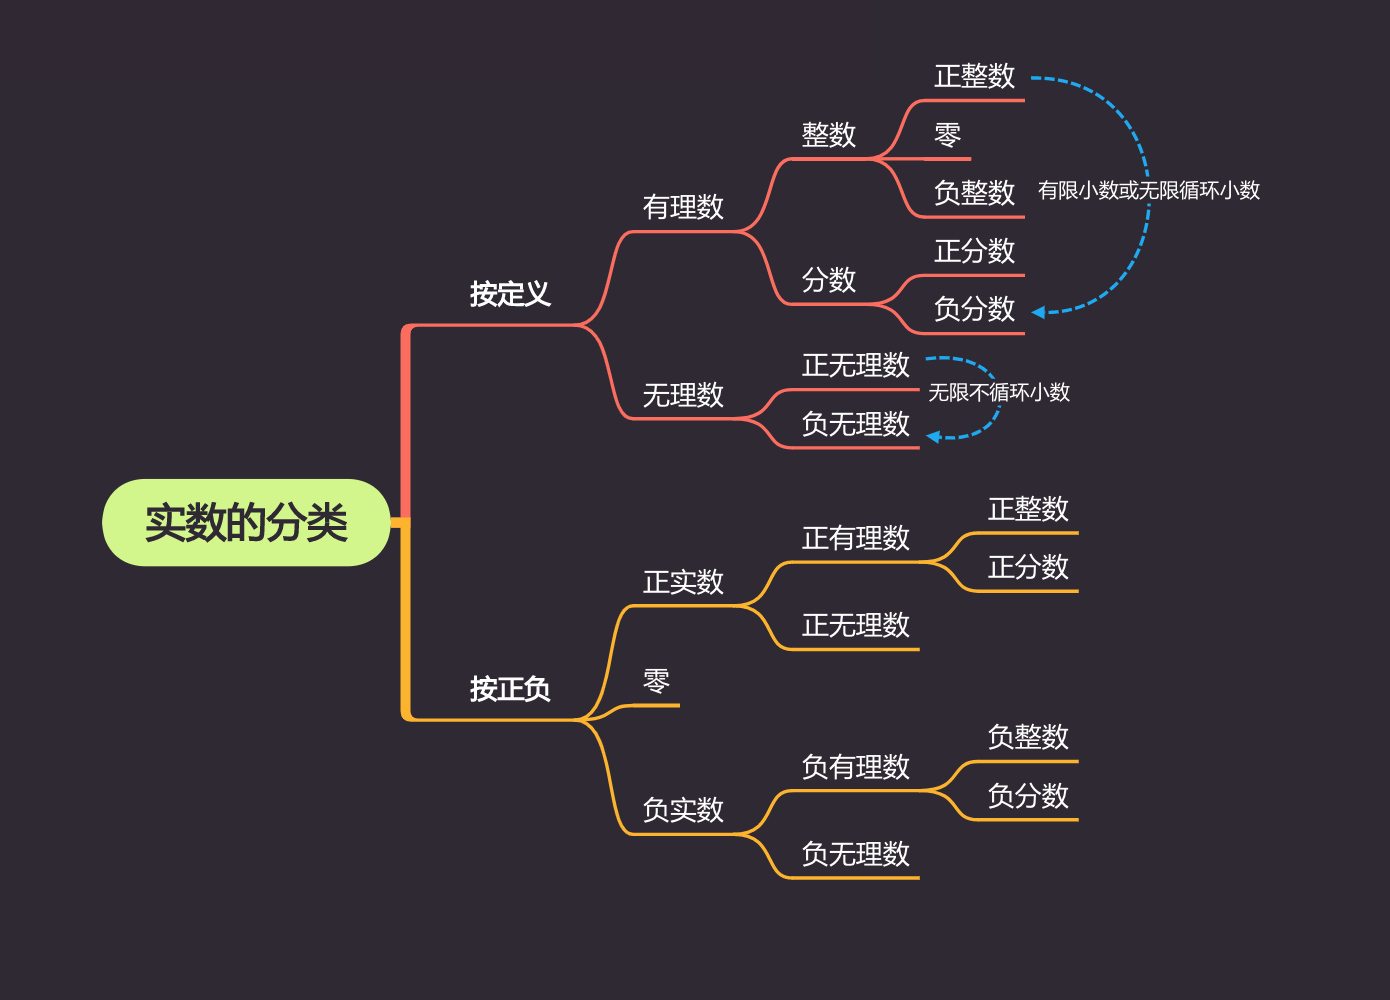 实数的分类
按定义
有理数
整数
正整数
零
负整数
有限小数或无限循环小数
分数
正分数
负分数
无理数
正无理数
负无理数
无限不循环小数
按正负
正实数
正有理数
正整数
正分数
正无理数
零
负实数
负有理数
负整数
负分数
负无理数